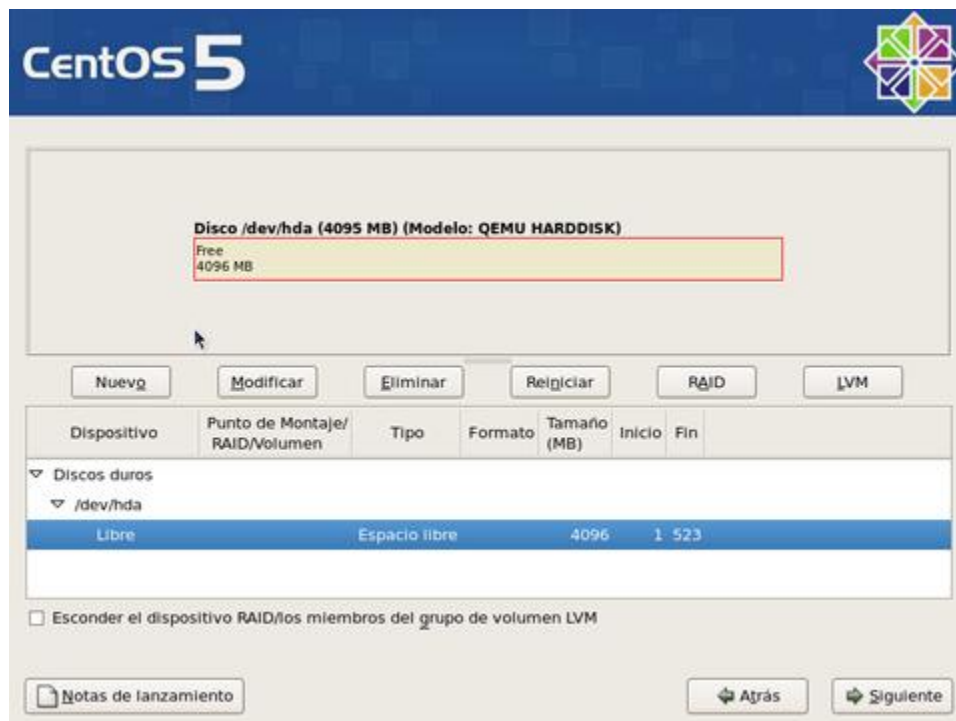 CentOS 5
Disco /dev/hda (4095 MB) (Modelo: QEMU HARDDISK)
Free
4096 MB
Nuevo Modificar Eliminar Reiniciar RAID LVM
Dispositivo Punto de Montaje/ RAID/Volumen Tipo Formato Tamaño (MB) Inicio Fin
Discos duros
/dev/hda
Libre Espacio libre 4096 1 523
Esconder el dispositivo RAID/los miembros del grupo de volumen LVM
Notas de lanzamiento Atrás Siguiente